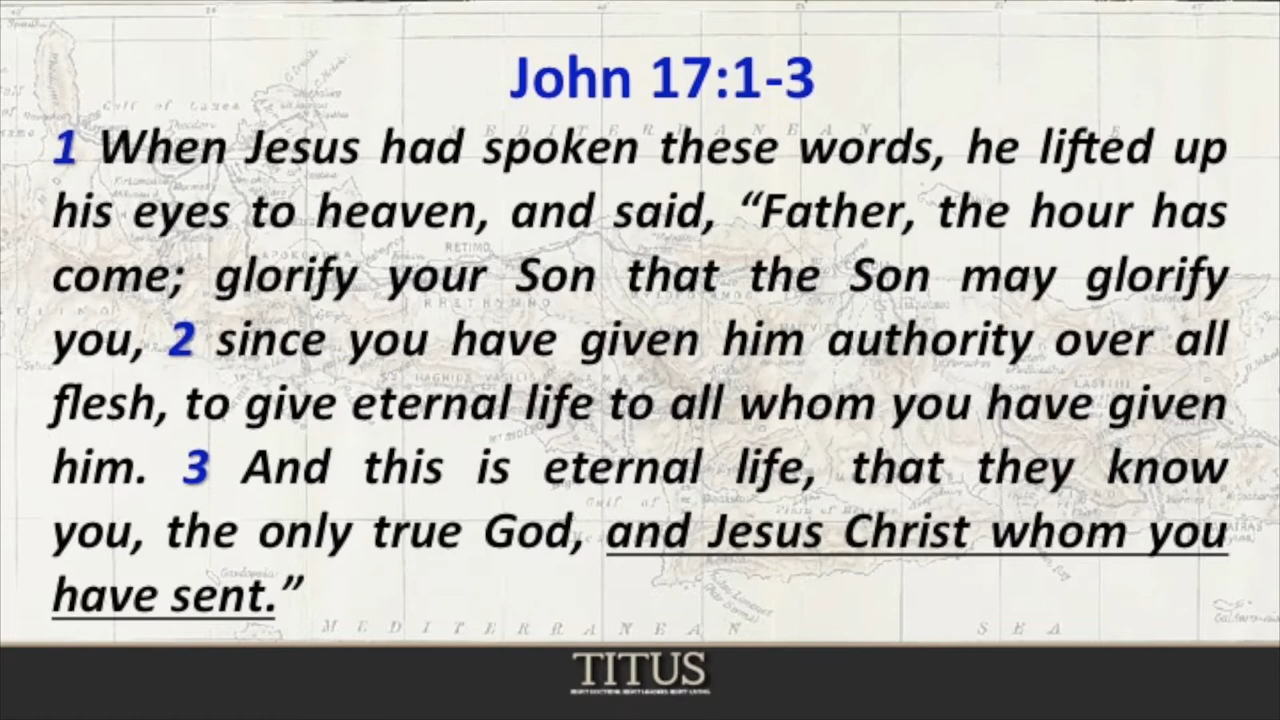 John 17:1-3
1 When Jesus had spoken these words, he lifted up
his eyes to heaven, and said, “Father, the hour has
come; glorify your Son that the Son may glorify
you, 2 since you have given him authority over all
flesh, to give eternal life to all whom you have given
him. 3 And this is eternal life, that they know
you, the only true God, and Jesus Christ whom you
have sent.”
MEDITERRANEAN SEA
TITUS